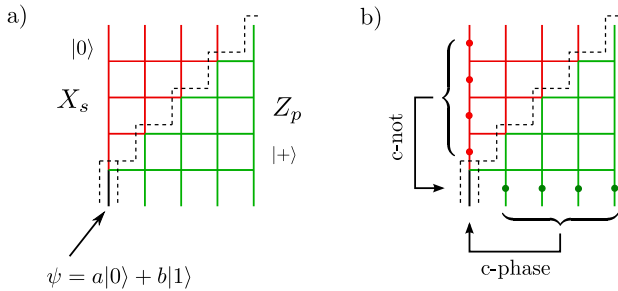 a)
|0⟩
X_s
Z_p
|+⟩
ψ = a|0⟩ + b|1⟩
b)
c-not
c-phase